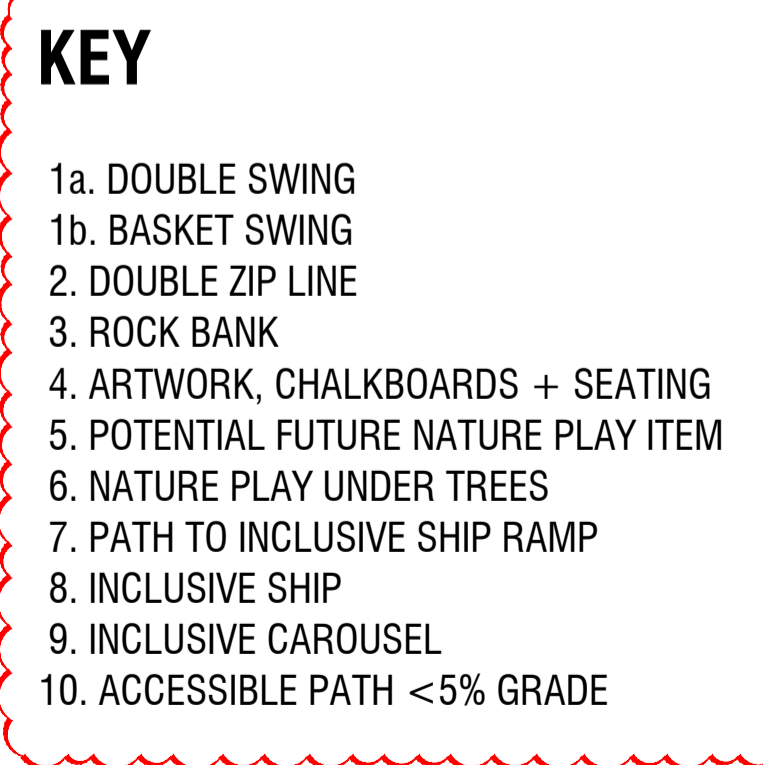 KEY
1a. DOUBLE SWING
1b. BASKET SWING
2. DOUBLE ZIP LINE
3. ROCK BANK
4. ARTWORK, CHALKBOARDS + SEATING
5. POTENTIAL FUTURE NATURE PLAY ITEM
6. NATURE PLAY UNDER TREES
7. PATH TO INCLUSIVE SHIP RAMP
8. INCLUSIVE SHIP
9. INCLUSIVE CAROUSEL
10. ACCESSIBLE PATH <5% GRADE